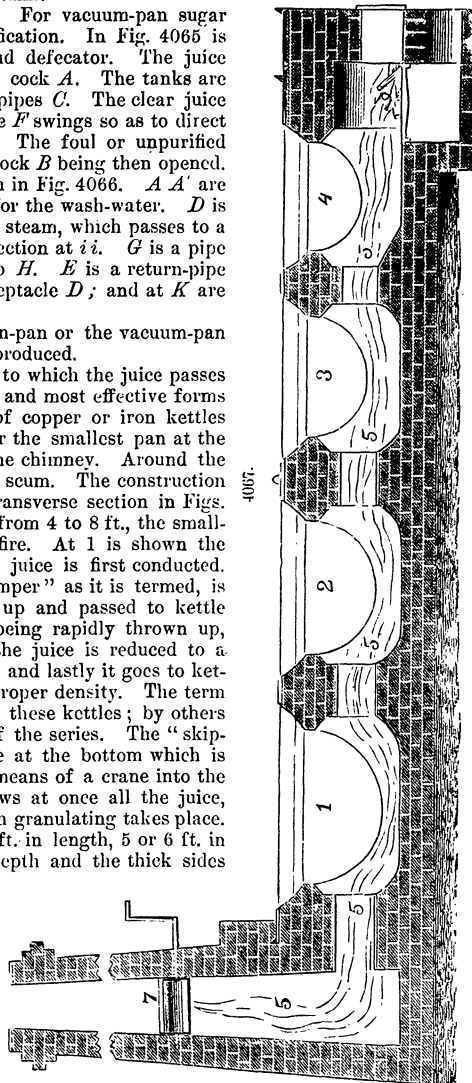 For vacuum-pan sugar
fication. In Fig. 4065 is
nd defecator. The juice
cock A. The tanks are
pipes C. The clear juice
e F swings so as to direct
The foul or unpurified
ock B being then opened.
n in Fig. 4066. A A' are
or the wash-water. D is
steam, which passes to a
ection at i i. G is a pipe
o H. E is a return-pipe
eptacle D; and at K are
n-pan or the vacuum-pan
produced.
to which the juice passes
and most effective forms
of copper or iron kettles
r the smallest pan at the
he chimney. Around the
scum. The construction
ransverse section in Figs.
from 4 to 8 ft., the small-
fire. At 1 is shown the
juice is first conducted.
mper" as it is termed, is
up and passed to kettle
being rapidly thrown up,
she juice is reduced to a
and lastly it goes to ket-
roper density. The term
these kettles; by others
f the series. The "skip-
e at the bottom which is
means of a crane into the
ws at once all the juice,
n granulating takes place.
ft. in length, 5 or 6 ft. in
epth and the thick sides
4067.
4
5
3
5
2
5
1
5
5
7